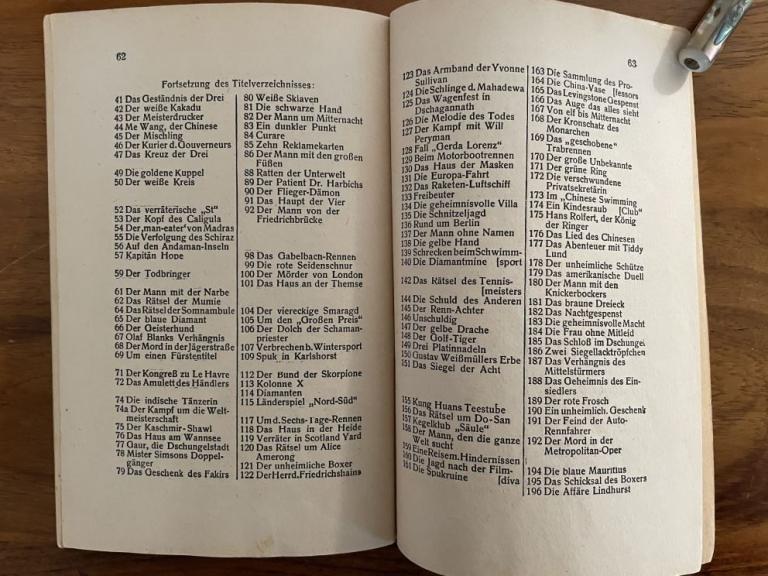 62
Fortsetzung des Titelverzeichnisses:
41 Das Geständnis der Drei
42 Der weiße Kakadu
43 Der Meisterdrucker
44 Me Wang, der Chinese
45 Der Mischling
46 Der Kurier d. Gouverneurs
47 Das Kreuz der Drei
49 Die goldene Kuppel
50 Der weiße Kreis
52 Das verräterische „St“
53 Der Kopf des Caligula
54 Der „man-eater‘ von Madras
55 Die Verfolgung des Schiraz
56 Auf den Andaman-Inseln
57 Kapitän Hope
59 Der Todbringer
61 Der Mann mit der Narbe
62 Das Rätsel der Mumie
64 Das Rätsel der Somnambule
65 Der blaue Diamant
66 Der Geisterhund
67 Olaf Blanks Verhängnis
68 Der Mord in der Jägerstraße
69 Um einen Fürstentitel
71 Der Kongreß zu Le Havre
72 Das Amulett des Händlers
74 Die indische Tänzerin
74a Der Kampf um die Welt-
meisterschaft
75 Der Kaschmir-Shawl
76 Das Haus am Wannsee
77 Gaur, die Dschungelstadt
78 Mister Simsons Doppel-
gänger
79 Das Geschenk des Fakirs
80 Weiße Sklaven
81 Die schwarze Hand
82 Der Mann um Mitternacht
83 Ein dunkler Punkt
84 Curare
85 Zehn Reklamekarten
86 Der Mann mit den großen
Füßen
88 Ratten der Unterwelt
89 Der Patient Dr. Harbichs
90 Der Flieger-Dämon
91 Das Haupt der Vier
92 Der Mann von der
Friedrichbrücke
98 Das Gabelbach-Rennen
99 Die rote Seidenschnur
100 Der Mörder von London
101 Das Haus an der Themse
104 Der viereckige Smaragd
105 Um den „Großen Preis“
106 Der Dolch der Schaman-
priester
107 Verbrechen b. Wintersport
109 Spuk in Karlshorst
112 Der Bund der Skorpione
113 Kolonne X
114 Diamanten
115 Länderspiel „Nord-Süd“
117 Um d. Sechs-Tage-Rennen
118 Das Haus in der Heide
119 Verräter in Scotland Yard
120 Das Rätsel um Alice
Amerong
121 Der unheimliche Boxer
122 Der Herr d. Friedrichshains
63
123 Das Armband der Yvonne
Sullivan
124 Die Schlinge d. Mahadewa
125 Das Wagenfest in
Dschagannath
126 Die Melodie des Todes
127 Der Kampf mit Will
Peryman
128 Fall „Gerda Lorenz“
129 Beim Motorbootrennen
130 Das Haus der Masken
131 Die Europa-Fahrt
132 Das Raketen-Luftschiff
133 Freibeuter
134 Die geheimnisvolle Villa
135 Die Schnitzeljagd
136 Rund um Berlin
137 Der Mann ohne Namen
138 Die gelbe Hand
139 Schrecken beim Schwimm-
140 Die Diamantmine [sport
142 Das Rätsel des Tennis-
[meisters
144 Die Schuld des Anderen
145 Der Renn-Achter
146 Unschuldig
147 Der gelbe Drache
148 Der Golf-Tiger
149 Drei Platinnadeln
150 Gustav Weißmüllers Erbe
151 Das Siegel der Acht
155 Kung Huans Teestube
156 Das Rätsel um Do-San
157 Kegelklub „Säule“
158 Der Mann, den die ganze
Welt sucht
159 Eine Reise m. Hindernissen
160 Die Jagd nach der Film-
161 Die Spukruine [diva
163 Die Sammlung des Pro-
164 Die China-Vase [fessors
165 Das Levingstone Gespenst
166 Das Auge das alles sieht
167 Von elf bis Mitternacht
168 Der Kronschatz des
Monarchen
169 Das „geschobene“
Trabrennen
170 Der große Unbekannte
171 Der grüne Ring
172 Die verschwundene
Privatsekretärin
173 Im „Chinese Swimming
174 Ein Kindesraub [Club“
175 Hans Rolfert, der König
der Ringer
176 Das Lied des Chinesen
177 Das Abenteuer mit Tiddy
Lund
178 Der unheimliche Schütze
179 Das amerikanische Duell
180 Der Mann mit den
Knickerbockers
181 Das braune Dreieck
182 Das Nachtgespenst
183 Die geheimnisvolle Macht
184 Die Frau ohne Mitleid
185 Das Schloß im Dschungel
186 Zwei Siegellacktröpfchen
187 Das Verhängnis des
Mittelstürmers
188 Das Geheimnis des Ein-
siedlers
189 Der rote Frosch
190 Ein unheimlich. Geschenk
191 Der Feind der Auto-
Rennfahrer
192 Der Mord in der
Metropolitan-Oper
194 Die blaue Mauritius
195 Das Schicksal des Boxers
196 Die Affäre Lindhurst